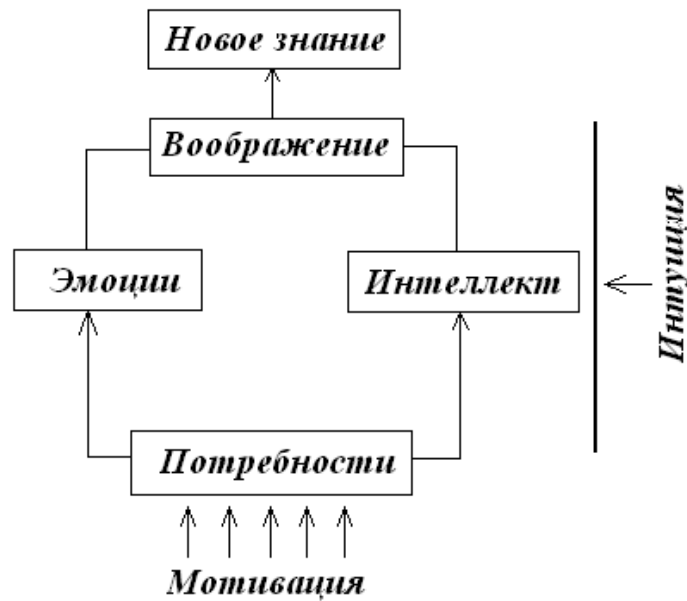 Новое знание
Воображение
Эмоции
Интеллект
Интуиция
Потребности
Мотивация